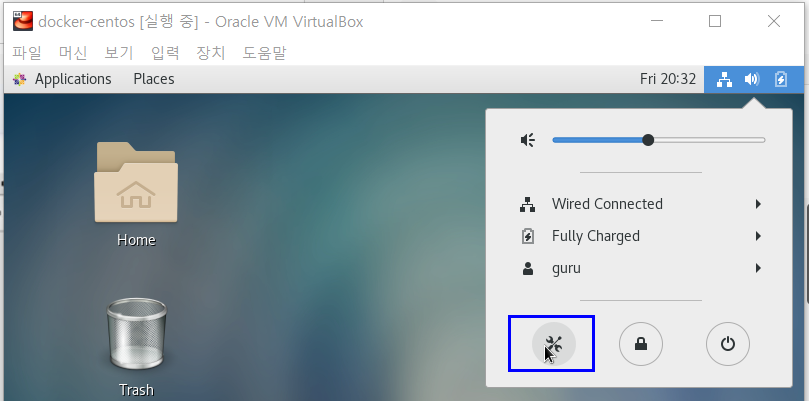 docker-centos [실행 중] - Oracle VM VirtualBox
파일 머신 보기 입력 장치 도움말
Applications Places Fri 20:32
Home
Wired Connected
Fully Charged
guru
Trash